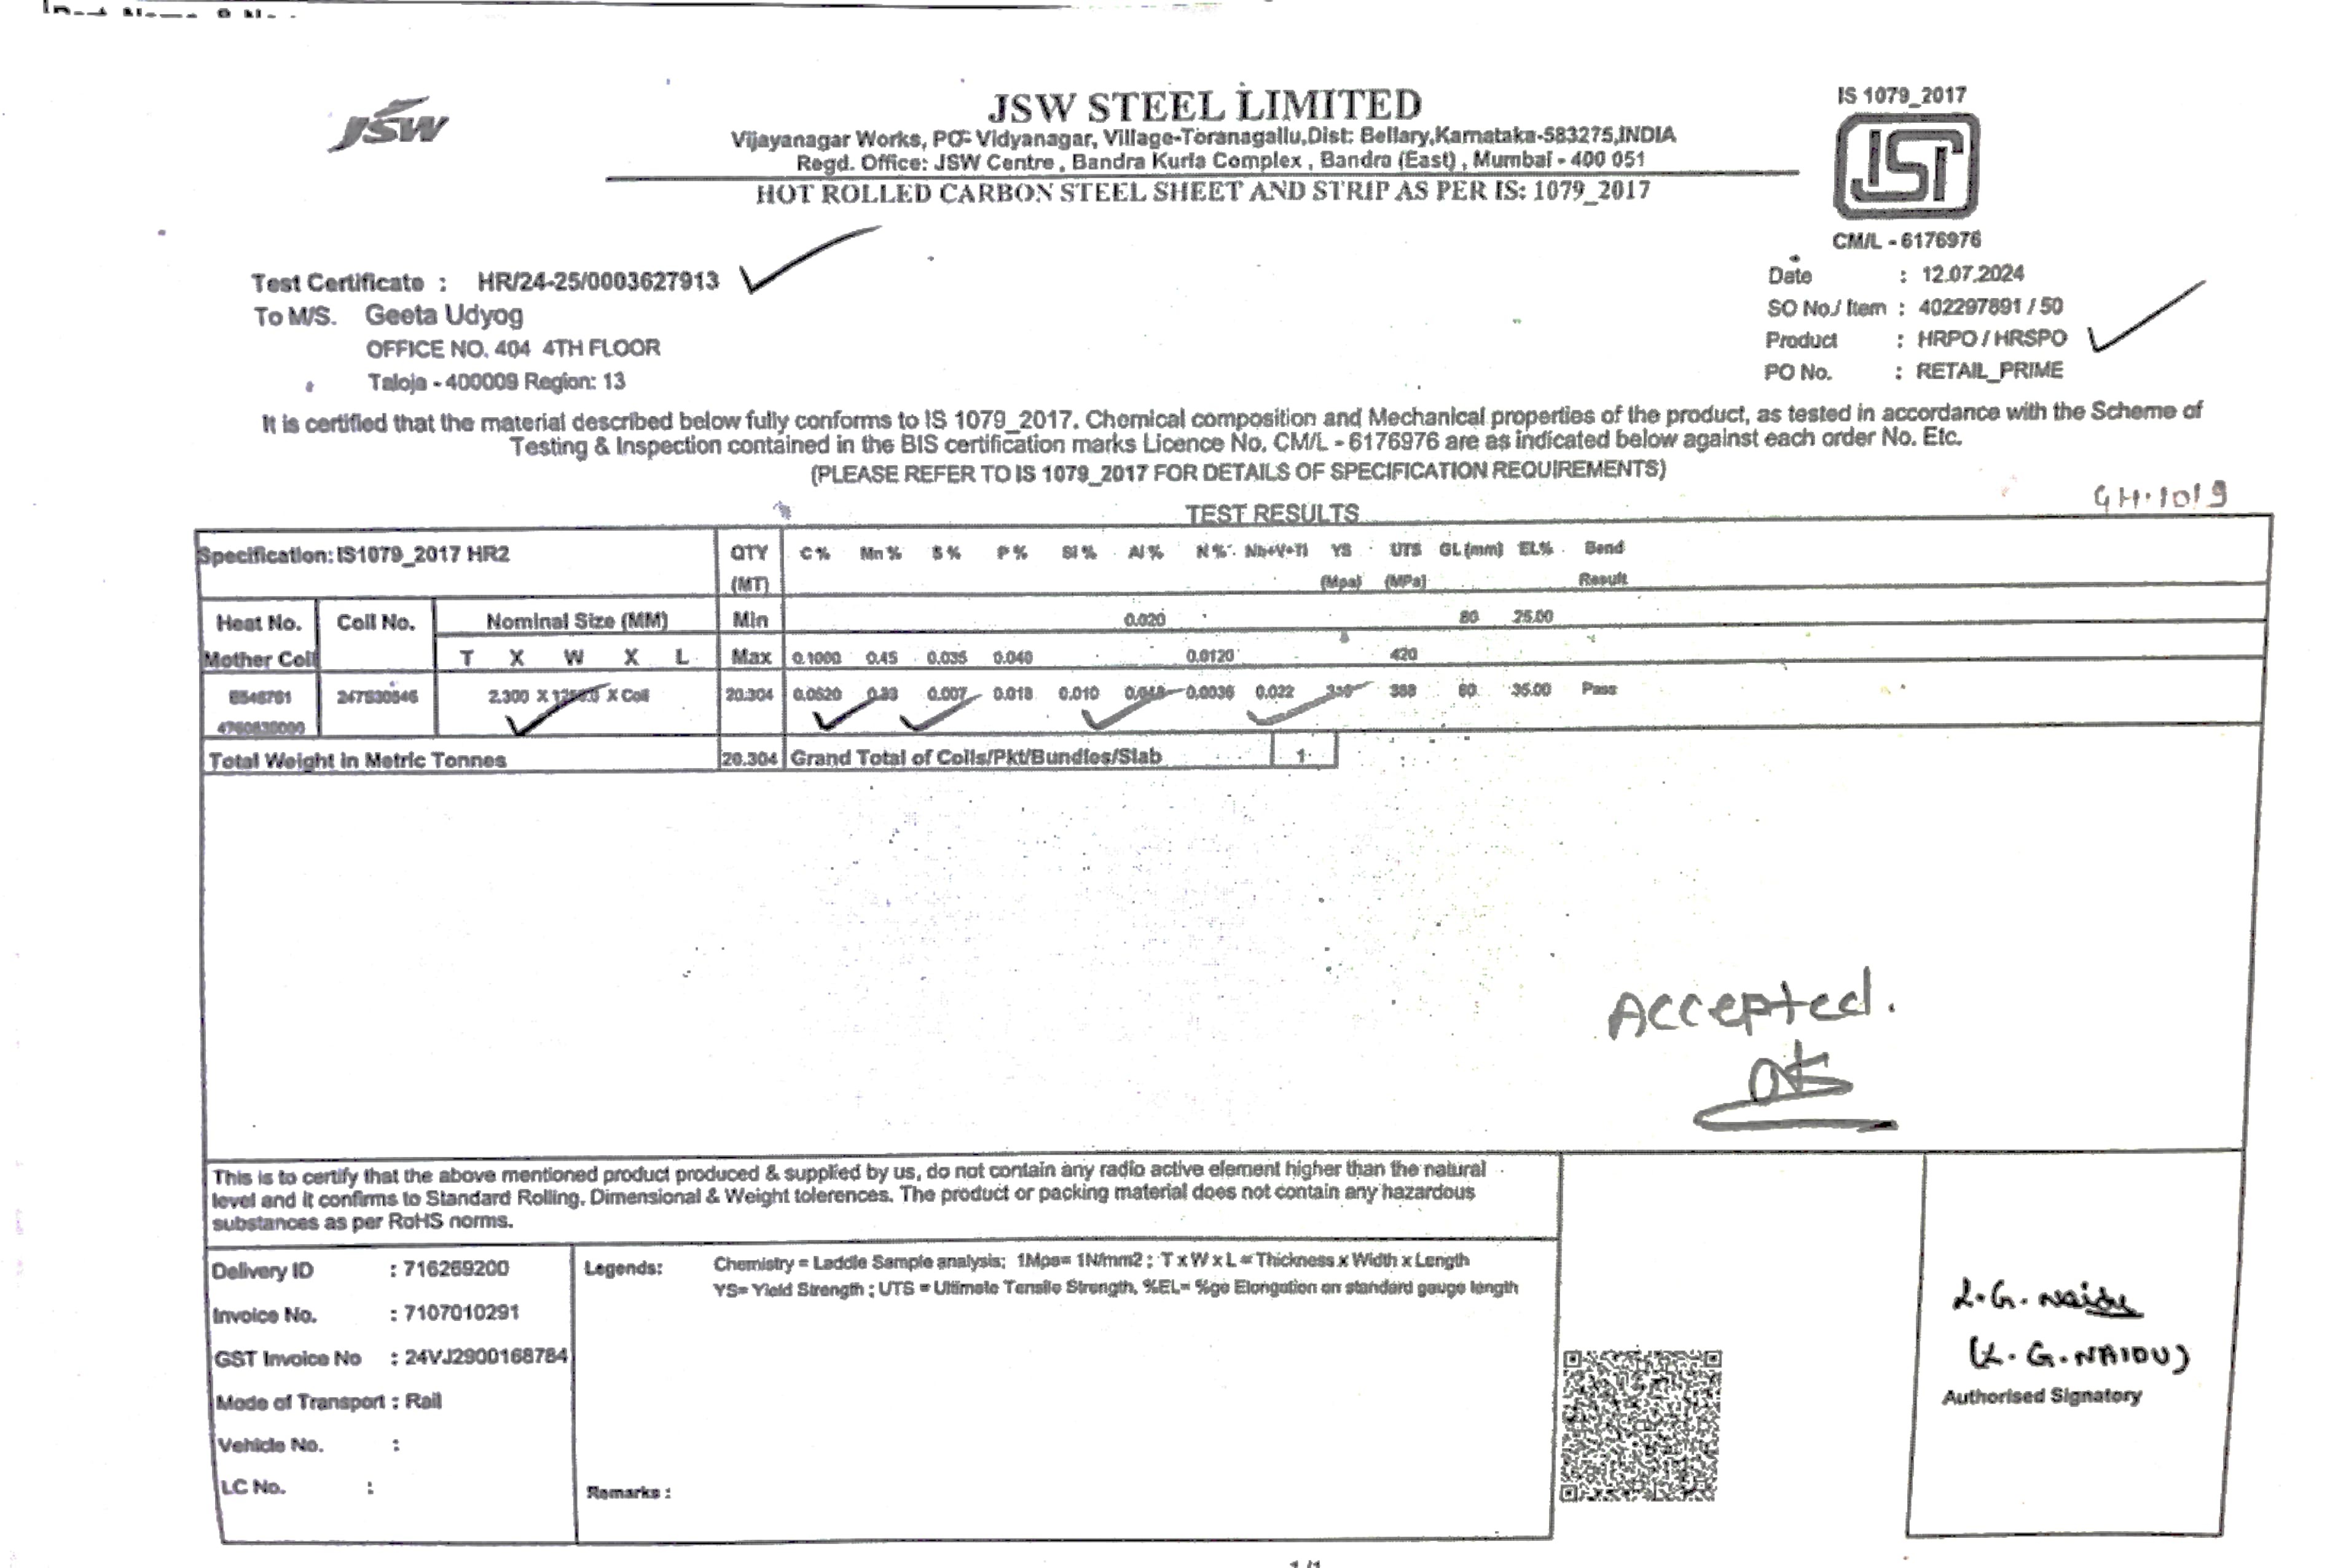 JSW
JSW STEEL LIMITED
Vijayanagar Works, PO- Vidyanagar, Village-Toranagallu,Dist: Bellary,Karnataka-583275,INDIA
Regd. Office: JSW Centre , Bandra Kurla Complex , Bandra (East) , Mumbai - 400 051
HOT ROLLED CARBON STEEL SHEET AND STRIP AS PER IS: 1079_2017
IS 1079_2017
CM/L - 6176976
Test Certificate : HR/24-25/0003627913
To M/S. Geeta Udyog
OFFICE NO. 404 4TH FLOOR
Taloja - 400009 Region: 13
Date : 12.07.2024
SO No./ Item : 402297891 / 50
Product : HRPO / HRSPO
PO No. : RETAIL_PRIME
It is certified that the material described below fully conforms to IS 1079_2017. Chemical composition and Mechanical properties of the product, as tested in accordance with the Scheme of
Testing & Inspection contained in the BIS certification marks Licence No. CM/L - 6176976 are as indicated below against each order No. Etc.
(PLEASE REFER TO IS 1079_2017 FOR DETAILS OF SPECIFICATION REQUIREMENTS)
GH.1019
TEST RESULTS
Specification: IS1079_2017 HR2 QTY C% Mn% S% P% Si% Al% N% Nb+V+Ti YS UTS GL (mm) EL% Bend
(MT) (Mpa) (MPa) Result
Heat No. Coil No. Nominal Size (MM) Min 0.020 80 25.00
Mother Coil T X W X L Max 0.1000 0.45 0.035 0.040 0.0120 420
2.300 X X Coil 20.304 0.0520 0.007 0.018 0.010 0.0036 0.022 35.00 Pass
Total Weight in Metric Tonnes 20.304 Grand Total of Coils/Pkt/Bundles/Slab 1
Accepted.
This is to certify that the above mentioned product produced & supplied by us, do not contain any radio active element higher than the natural
level and it confirms to Standard Rolling, Dimensional & Weight tolerences. The product or packing material does not contain any hazardous
substances as per RoHS norms.
Delivery ID : 716269200
Invoice No. : 7107010291
GST Invoice No : 24VJ2900168784
Mode of Transport : Rail
Vehicle No. :
LC No. :
Legends: Chemistry = Laddle Sample analysis; 1Mpa= 1N/mm2 ; T x W x L = Thickness x Width x Length
YS= Yield Strength ; UTS = Ultimate Tensile Strength, %EL= %ge Elongation on standard gauge length
Remarks :
L.G. Naidu
(L. G. NAIDU)
Authorised Signatory
1/1